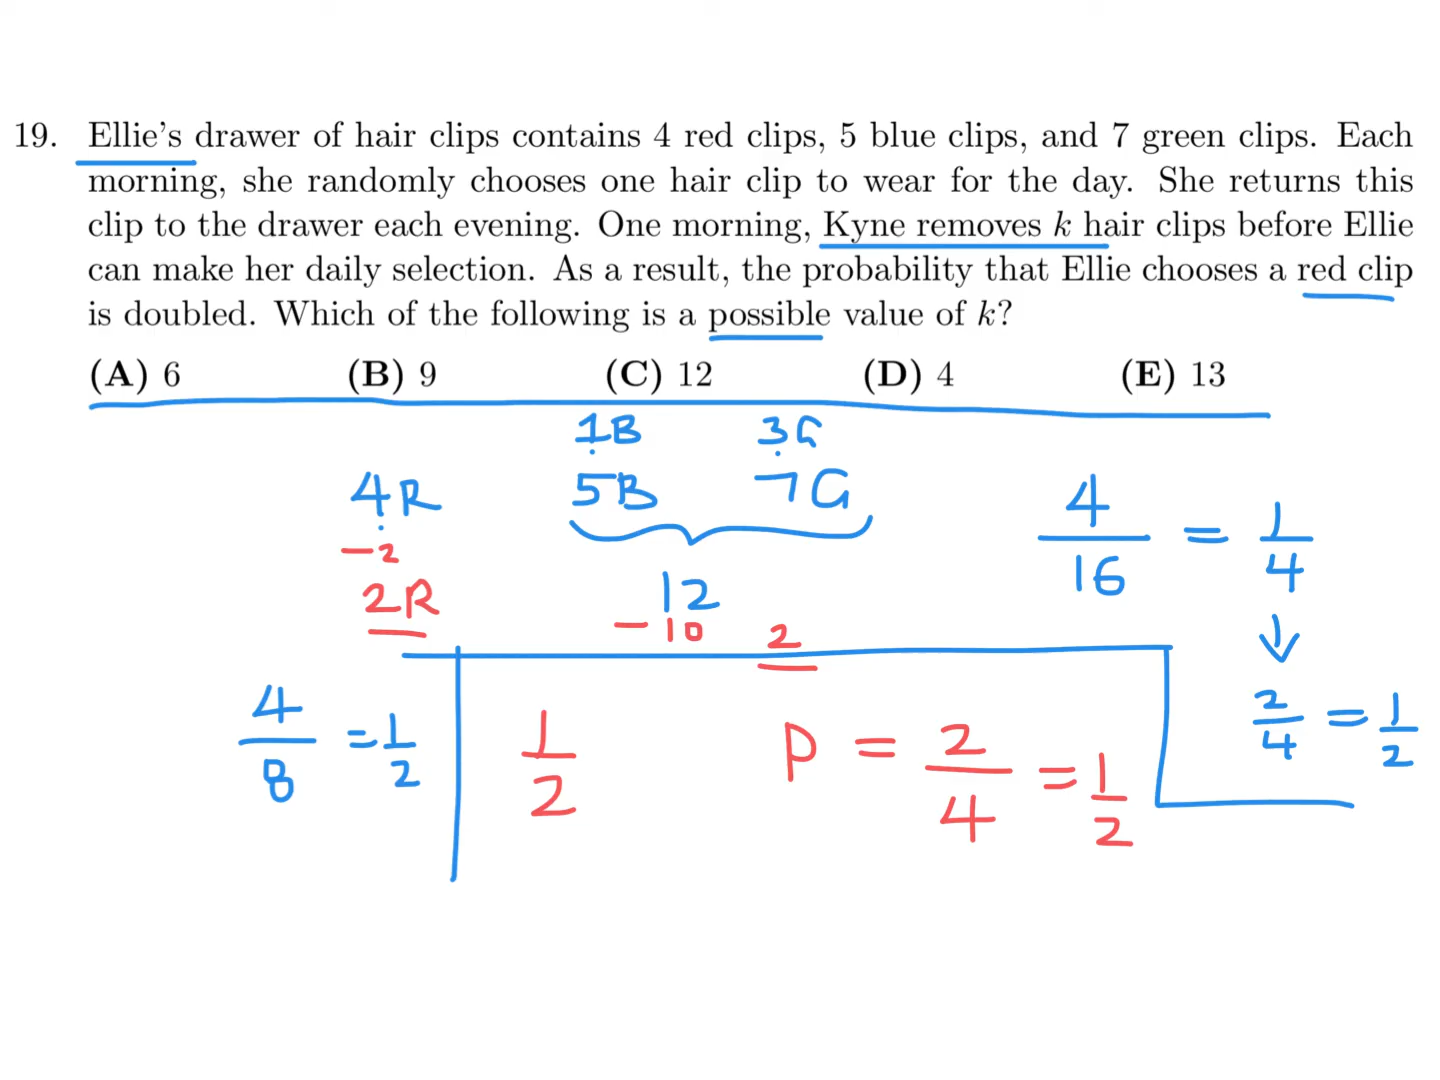 19. Ellie's drawer of hair clips contains 4 red clips, 5 blue clips, and 7 green clips. Each
morning, she randomly chooses one hair clip to wear for the day. She returns this
clip to the drawer each evening. One morning, Kyne removes k hair clips before Ellie
can make her daily selection. As a result, the probability that Ellie chooses a red clip
is doubled. Which of the following is a possible value of k?
(A) 6 (B) 9 (C) 12 (D) 4 (E) 13
1B 3G
4R 5B 7G 4/16 = 1/4
-2
2R 12
-10 2
4/8 = 1/2 1/2 P = 2/4 = 1/2 2/4 = 1/2